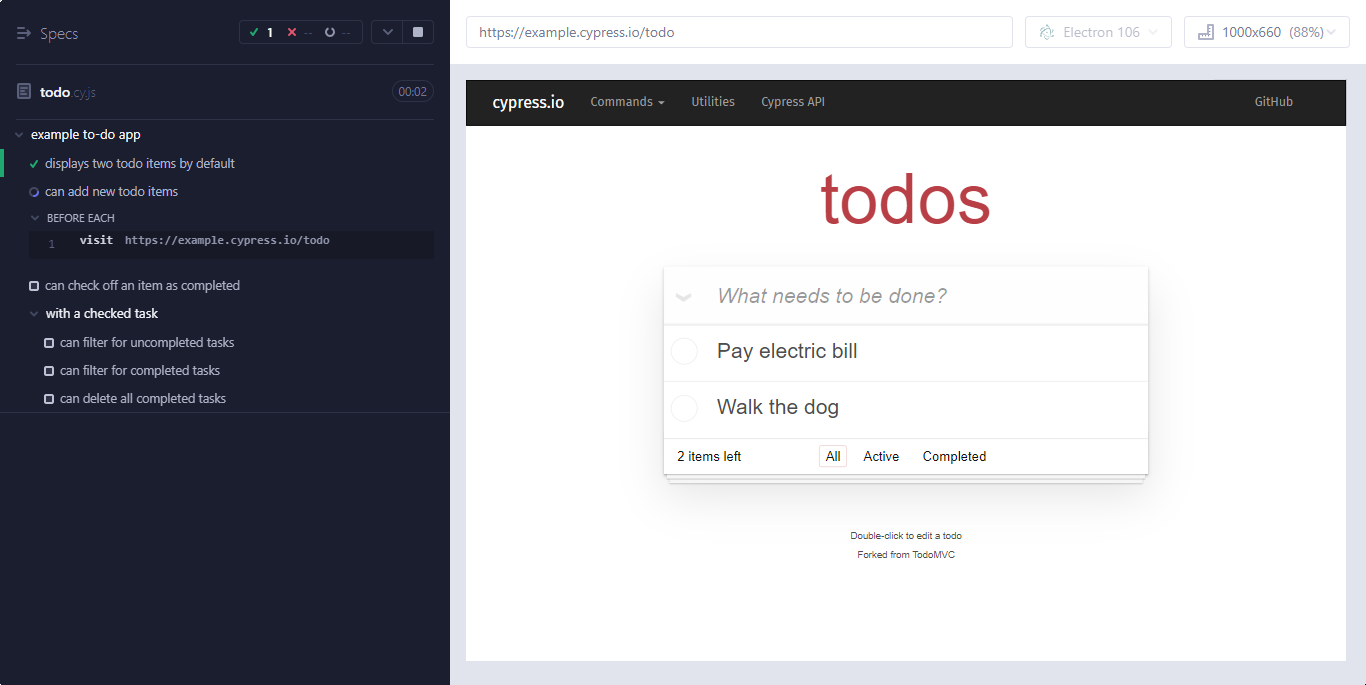 Specs
1 -- --
todo.cy.js 00:02
example to-do app
displays two todo items by default
can add new todo items
BEFORE EACH
1 visit https://example.cypress.io/todo
can check off an item as completed
with a checked task
can filter for uncompleted tasks
can filter for completed tasks
can delete all completed tasks
https://example.cypress.io/todo Electron 106 1000x660 (88%)
cypress.io Commands Utilities Cypress API GitHub
todos
What needs to be done?
Pay electric bill
Walk the dog
2 items left All Active Completed
Double-click to edit a todo
Forked from TodoMVC